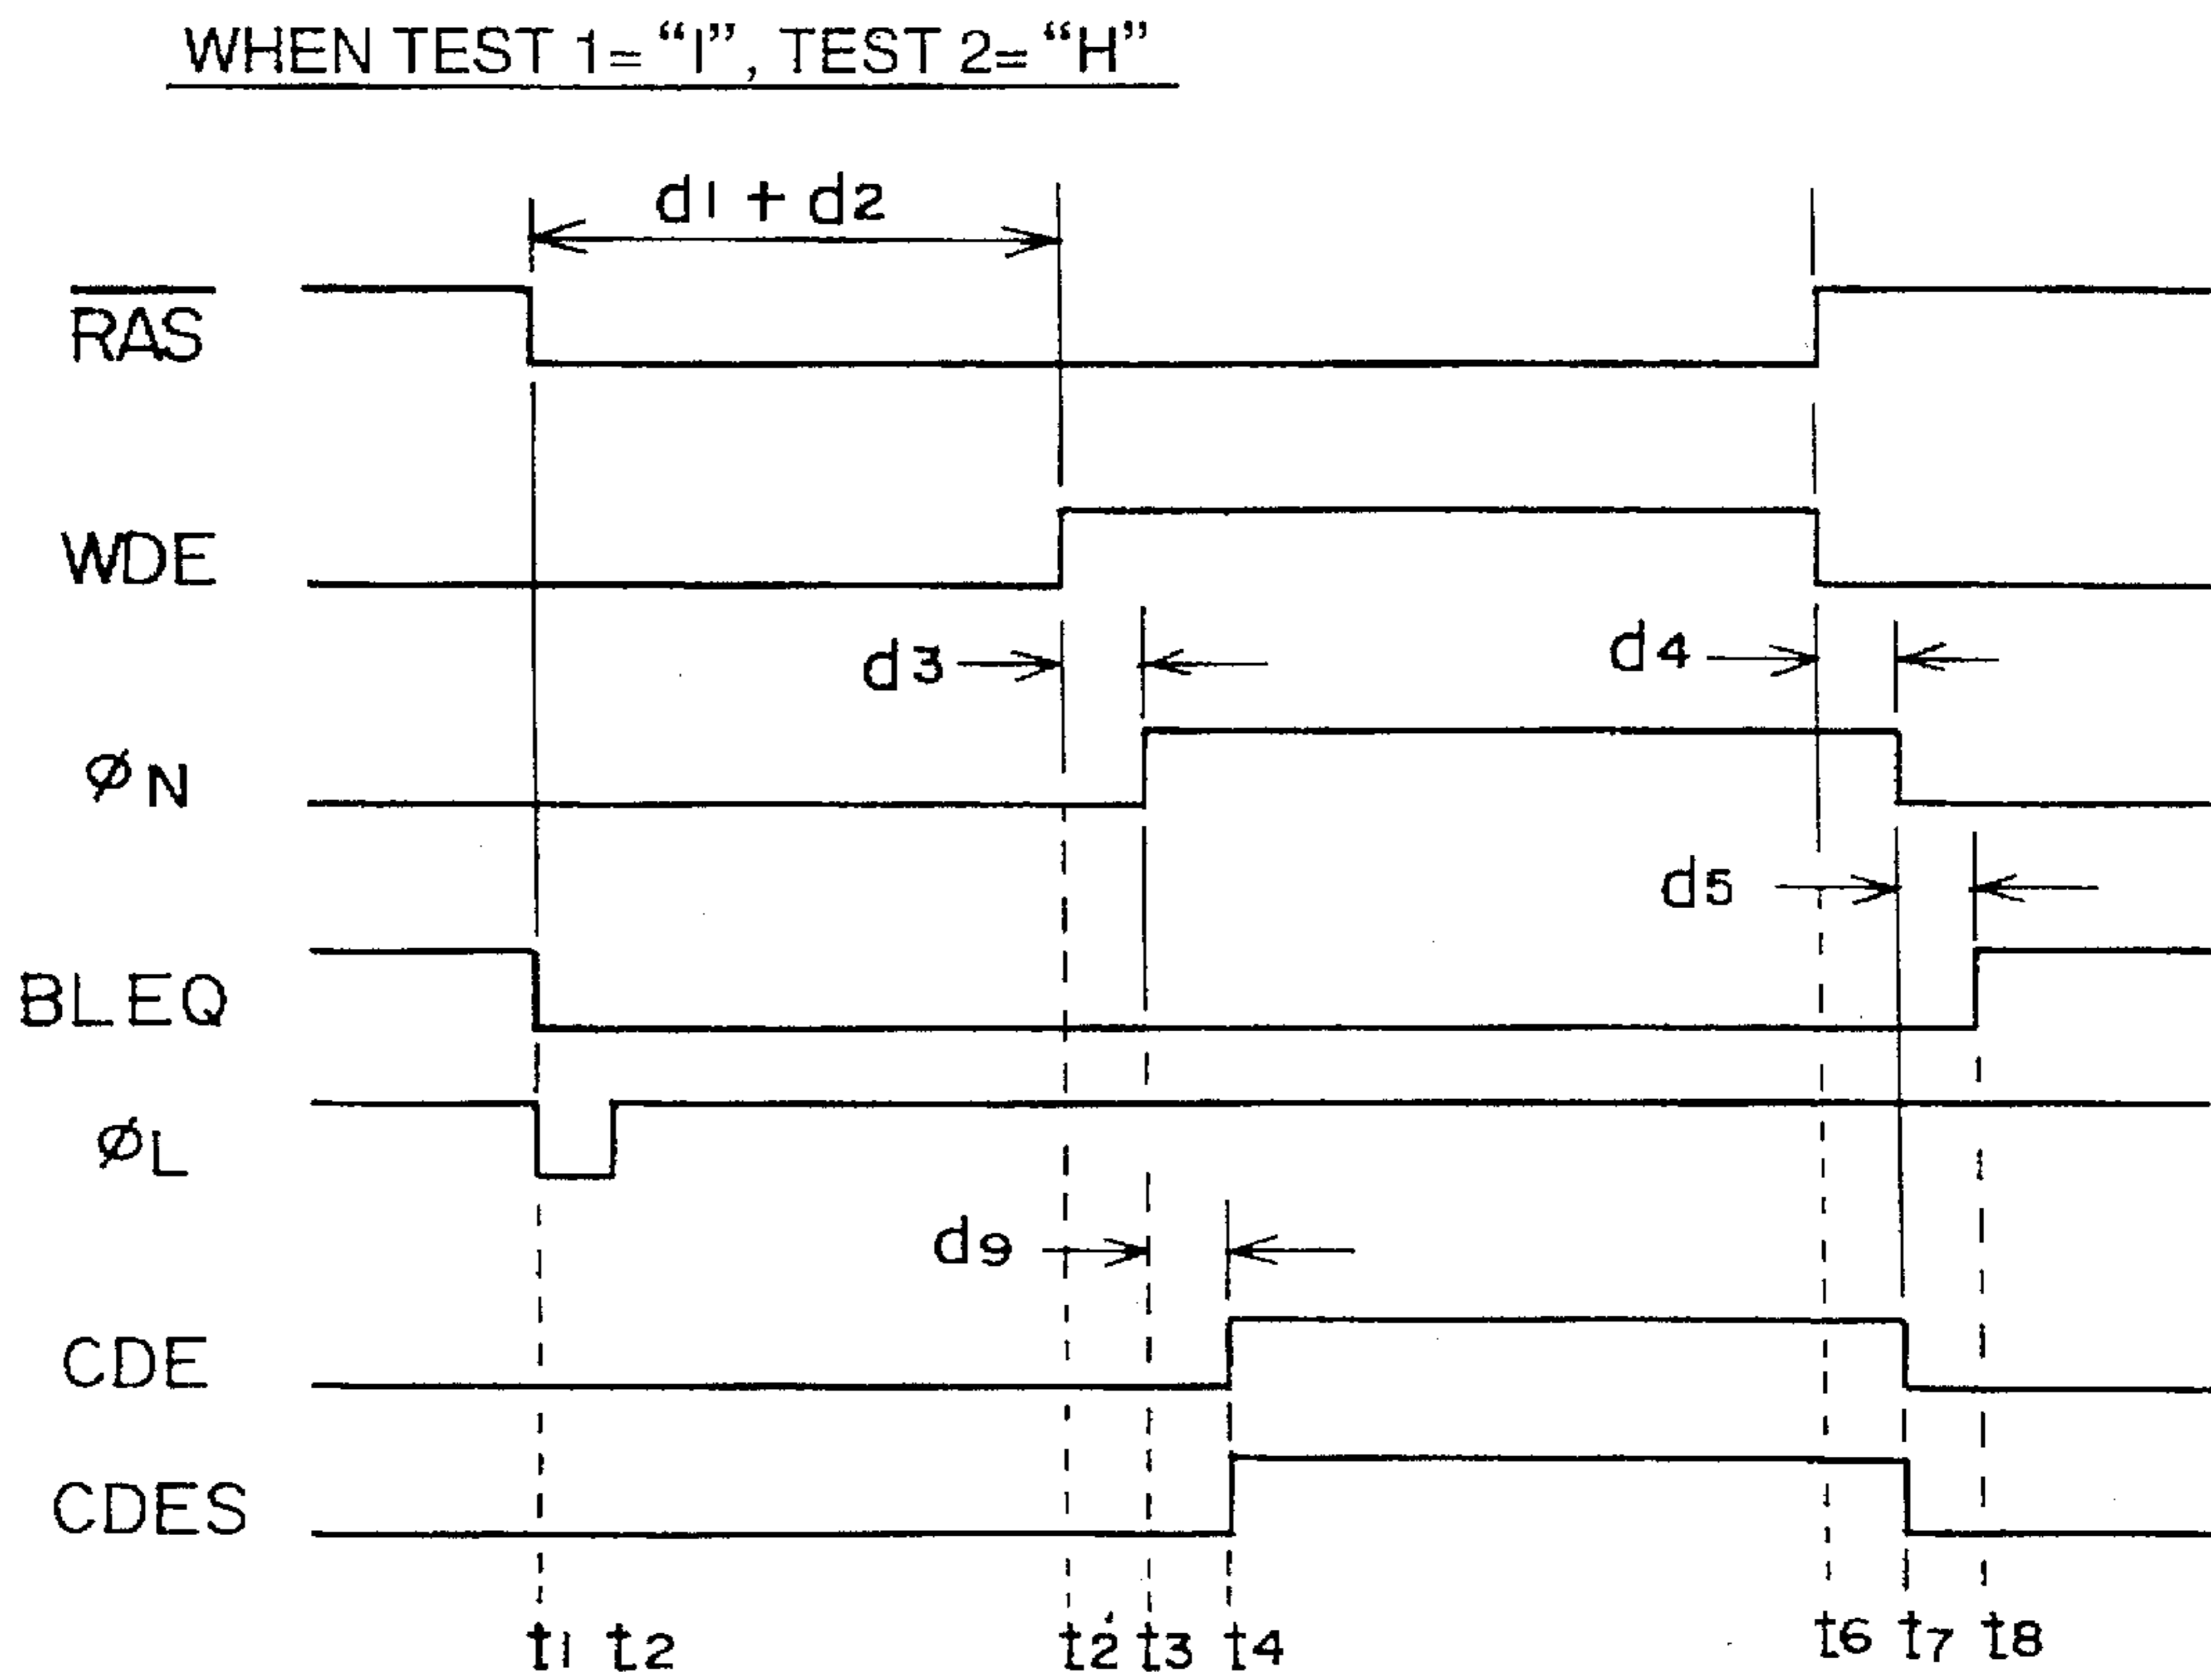 WHEN TEST 1= “I”, TEST 2= “H”
d1 + d2
R̅A̅S̅
WDE
d3
d4
øN
d5
BLEQ
øL
d9
CDE
CDES
t1 t2 t2' t3 t4 t6 t7 t8